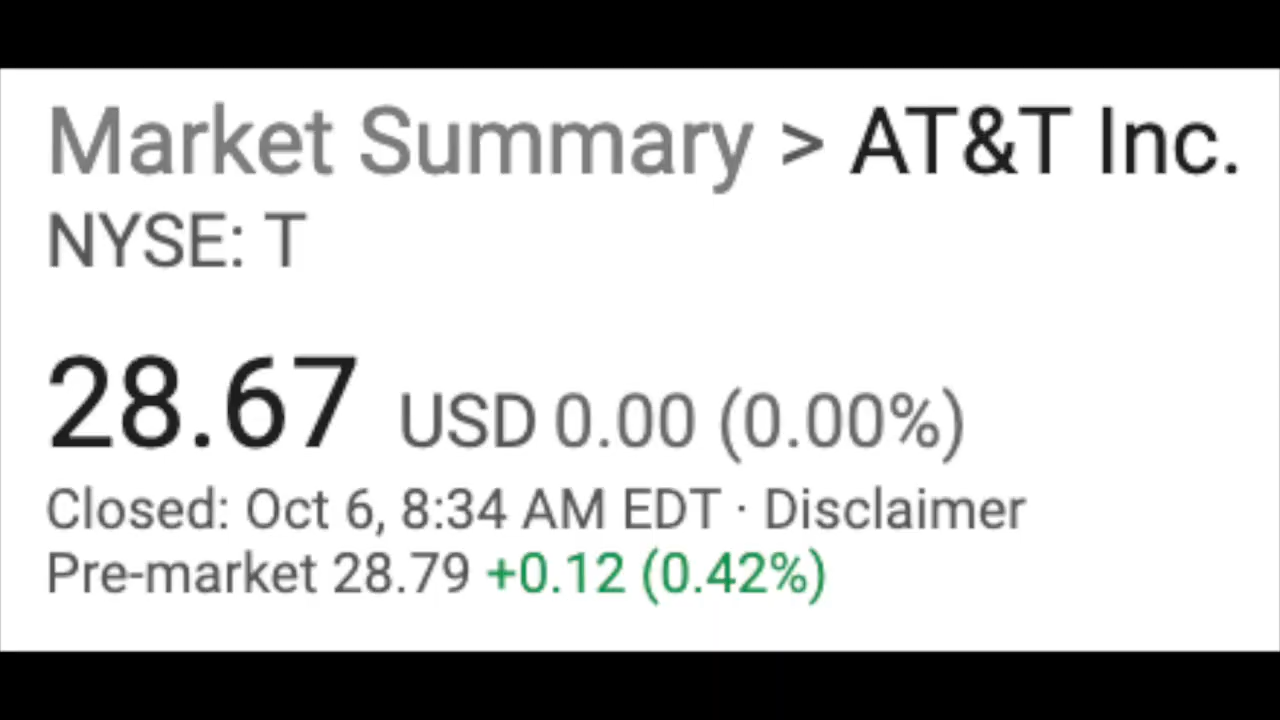 Market Summary > AT&T Inc.
NYSE: T
28.67 USD 0.00 (0.00%)
Closed: Oct 6, 8:34 AM EDT · Disclaimer
Pre-market 28.79 +0.12 (0.42%)